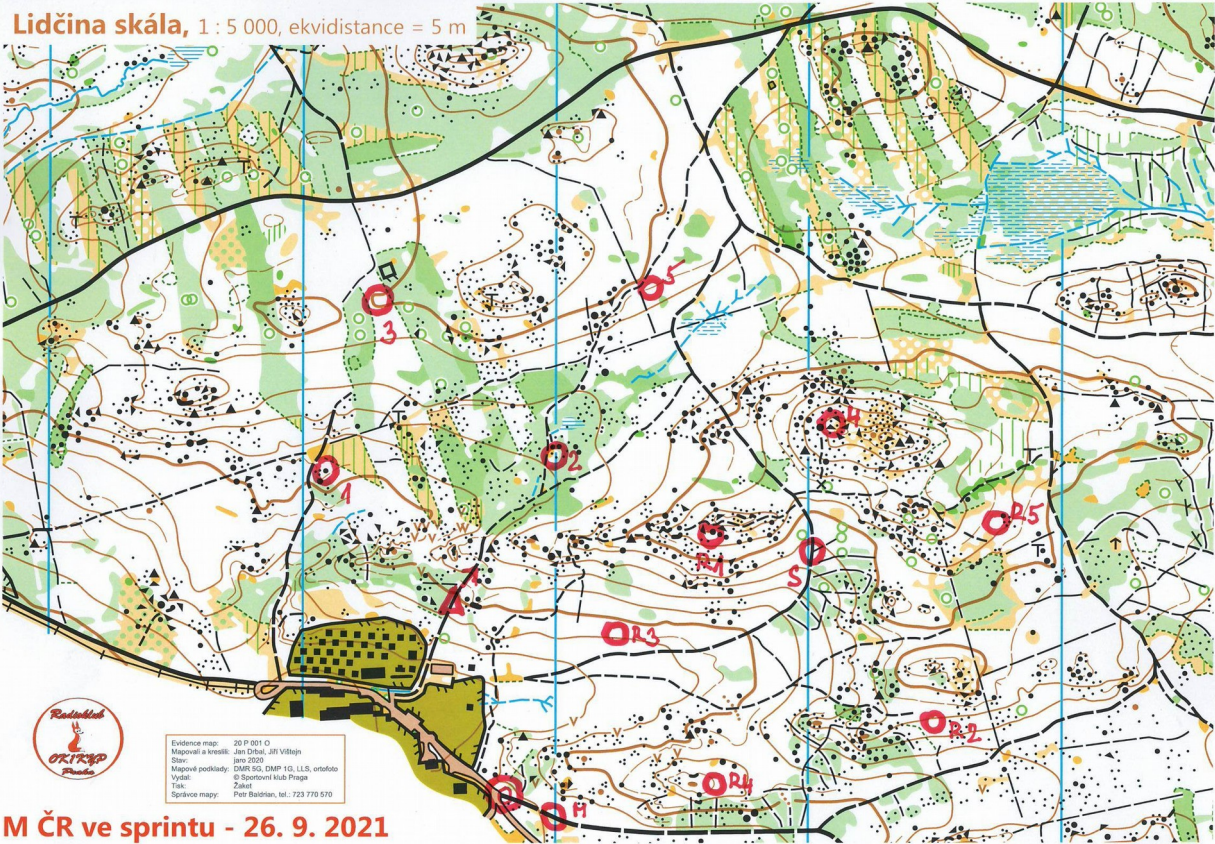 Lidčina skála, 1 : 5 000, ekvidistance = 5 m
5
3
4
2
1
R5
R1
S
1
R3
R2
R4
M
Radioklub
OK1KYP
Praha
Evidence map: 20 P 001 O
Mapovali a kreslili: Jan Drbal, Jiří Vištejn
Stav: jaro 2020
Mapové podklady: DMR 5G, DMP 1G, LLS, ortofoto
Vydal: © Sportovní klub Praga
Tisk: Žaket
Správce mapy: Petr Baldrian, tel.: 723 770 570
M ČR ve sprintu - 26. 9. 2021